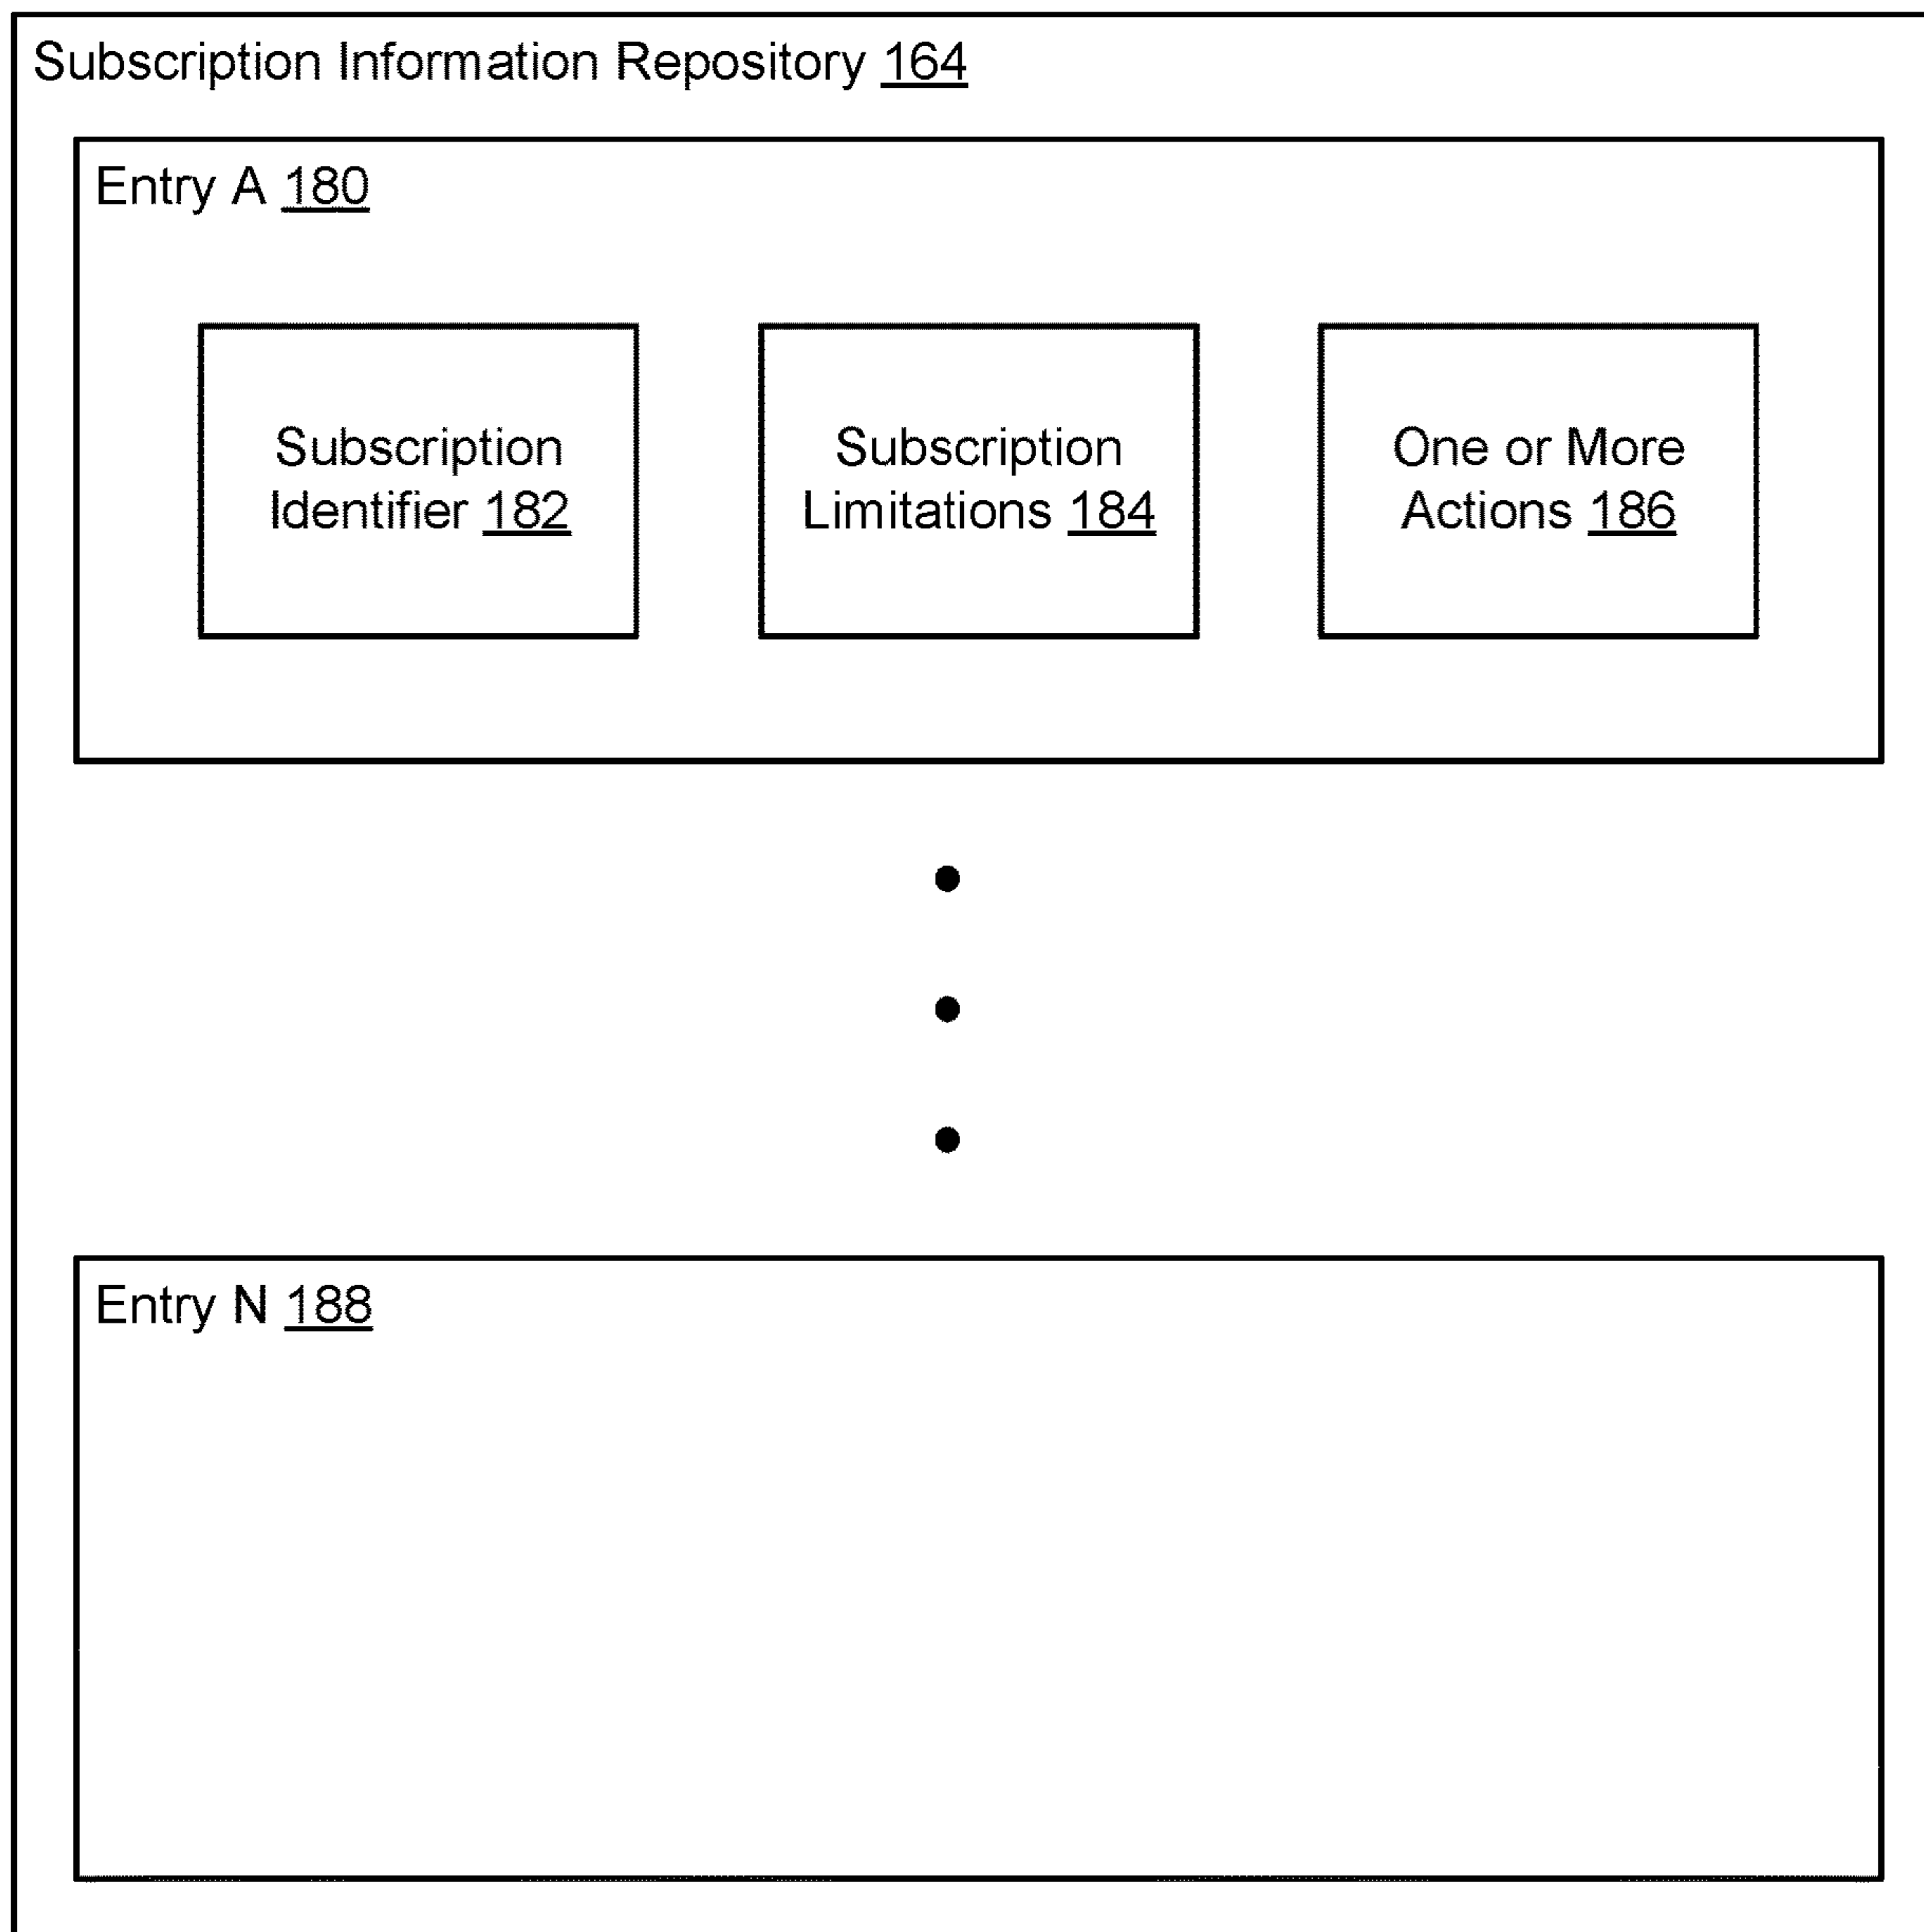 Subscription Information Repository 164
Entry A 180
Subscription
Identifier 182
Subscription
Limitations 184
One or More
Actions 186
Entry N 188